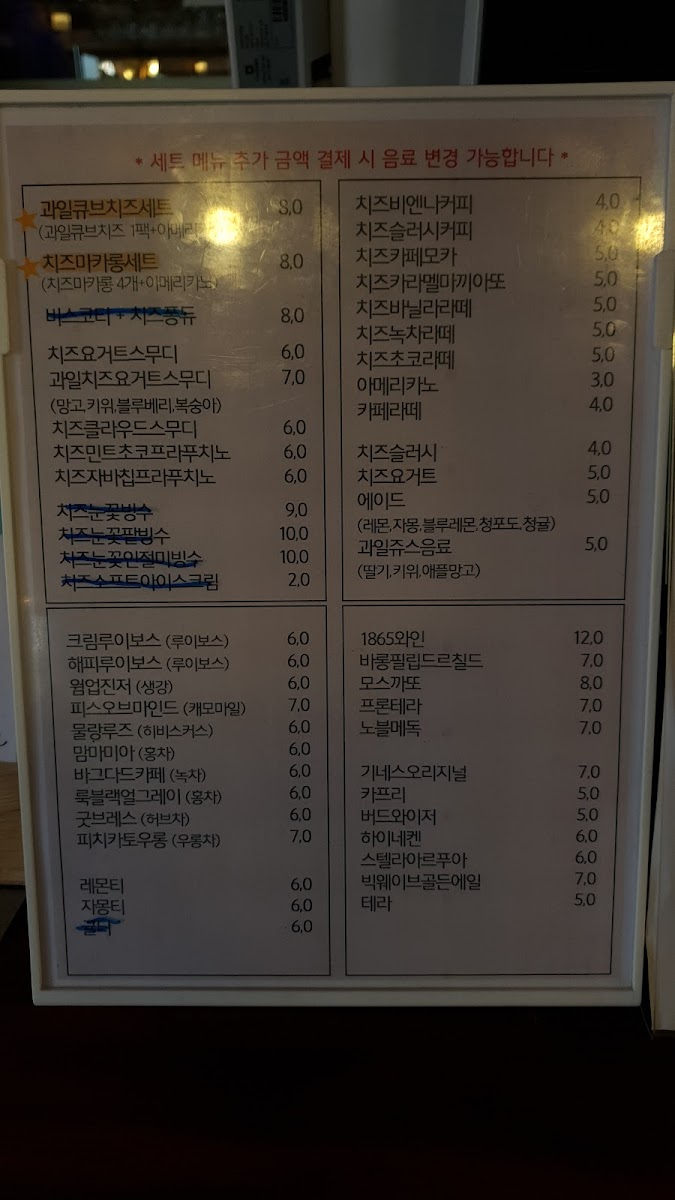 * 세트 메뉴 추가 금액 결제 시 음료 변경 가능합니다 *
과일큐브치즈세트 8,0
(과일큐브치즈 1팩+아메리
치즈마카롱세트 8,0
(치즈마카롱 4개+아메리카노)
비스코티 + 치즈퐁듀 8,0
치즈요거트스무디 6,0
과일치즈요거트스무디 7,0
(망고,키위,블루베리,복숭아)
치즈클라우드스무디 6,0
치즈민트초코프라푸치노 6,0
치즈자바칩프라푸치노 6,0
치즈눈꽃빙수 9,0
치즈눈꽃팥빙수 10,0
치즈눈꽃인절미빙수 10,0
치즈소프트아이스크림 2,0
치즈비엔나커피 4,0
치즈슬러시커피 4,0
치즈카페모카 5,0
치즈카라멜마끼아또 5,0
치즈바닐라라떼 5,0
치즈녹차라떼 5,0
치즈초코라떼 5,0
아메리카노 3,0
카페라떼 4,0
치즈슬러시 4,0
치즈요거트 5,0
에이드 5,0
(레몬,자몽,블루레몬,청포도,청귤)
과일쥬스음료 5,0
(딸기,키위,애플망고)
크림루이보스 (루이보스) 6,0
해피루이보스 (루이보스) 6,0
웜업진저 (생강) 6,0
피스오브마인드 (캐모마일) 7,0
물랑루즈 (히비스커스) 6,0
맘마미아 (홍차) 6,0
바그다드카페 (녹차) 6,0
룩블랙얼그레이 (홍차) 6,0
굿브레스 (허브차) 6,0
피치카토우롱 (우롱차) 7,0
레몬티 6,0
자몽티 6,0
6,0
1865와인 12,0
바롱필립드로칠드 7,0
모스까또 8,0
프론테라 7,0
노블메독 7,0
기네스오리지널 7,0
카프리 5,0
버드와이저 5,0
하이네켄 6,0
스텔라아르푸아 6,0
빅웨이브골든에일 7,0
테라 5,0